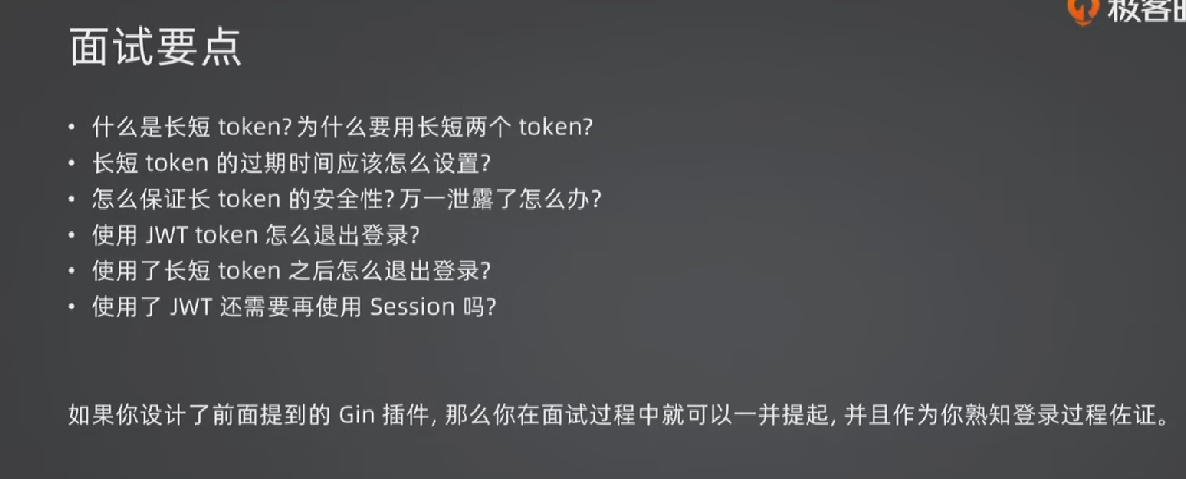 极客时
面试要点
• 什么是长短 token?为什么要用长短两个 token?
• 长短 token 的过期时间应该怎么设置?
• 怎么保证长 token 的安全性?万一泄露了怎么办?
• 使用 JWT token 怎么退出登录?
• 使用了长短 token 之后怎么退出登录?
• 使用了 JWT 还需要再使用 Session 吗?
如果你设计了前面提到的 Gin 插件, 那么你在面试过程中就可以一并提起, 并且作为你熟知登录过程佐证。